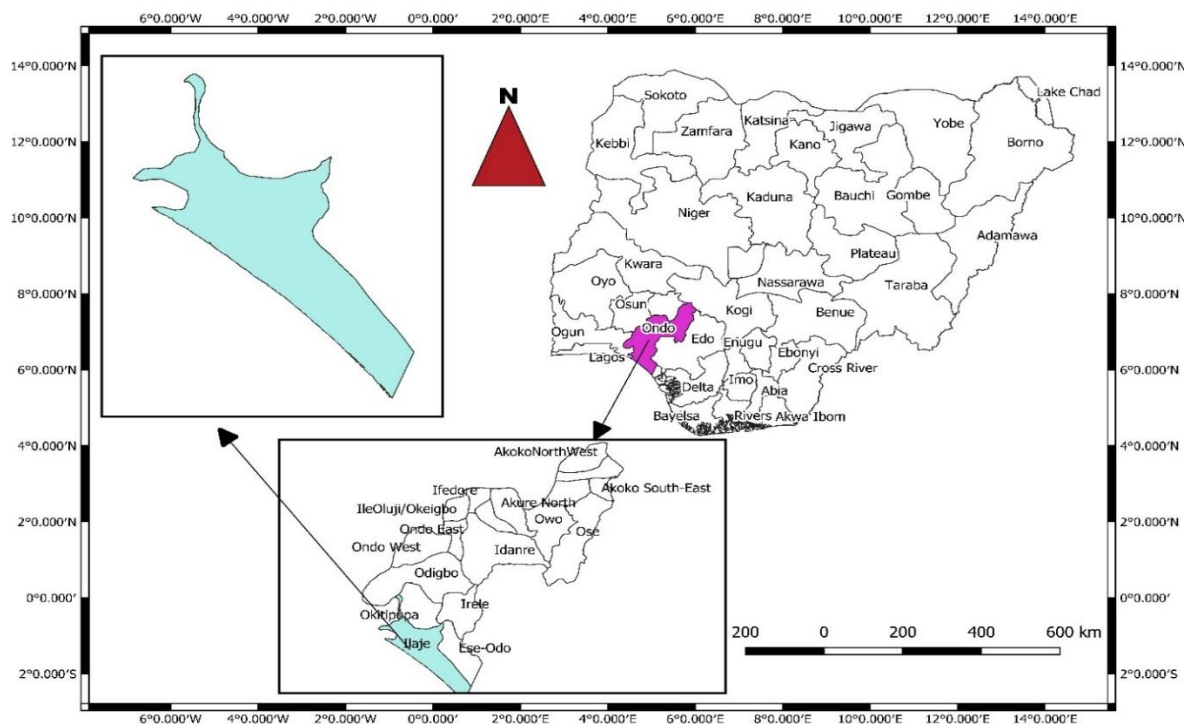 6°0.000'W 4°0.000'W 2°0.000'W 0°0.000'E 2°0.000'E 4°0.000'E 6°0.000'E 8°0.000'E 10°0.000'E 12°0.000'E 14°0.000'E
14°0.000'N 14°0.000'N
N
Sokoto
Lake Chad
Katsina
Yobe
Jigawa
Zamfara
12°0.000'N 12°0.000'N
Kebbi
Kano
Borno
Kaduna
Bauchi
Gombe
Niger
10°0.000'N 10°0.000'N
Adamawa
Plateau
Kwara
Oyo
Nassarawa
Taraba
8°0.000'N 8°0.000'N
Osun
Kogi
Benue
Ondo
Ogun
Edo
Enugu
Ebonyi
Lagos
Cross River
6°0.000'N 6°0.000'N
Imo
Delta
Abia
Bayelsa
Rivers
Akwa Ibom
4°0.000'N 4°0.000'N
AkokoNorthWest
Ifedore
Akoko South-East
Akure North
IleOluji/Okeigbo
2°0.000'N 2°0.000'N
Owo
Ondo East
Ose
Ondo West
Idanre
Odigbo
0°0.000' 0°0.000'
Irele
Okitipupa
Ilaje
Ese-Odo
200 0 200 400 600 km
2°0.000'S 2°0.000'S
6°0.000'W 4°0.000'W 2°0.000'W 0°0.000'E 2°0.000'E 4°0.000'E 6°0.000'E 8°0.000'E 10°0.000'E 12°0.000'E 14°0.000'E